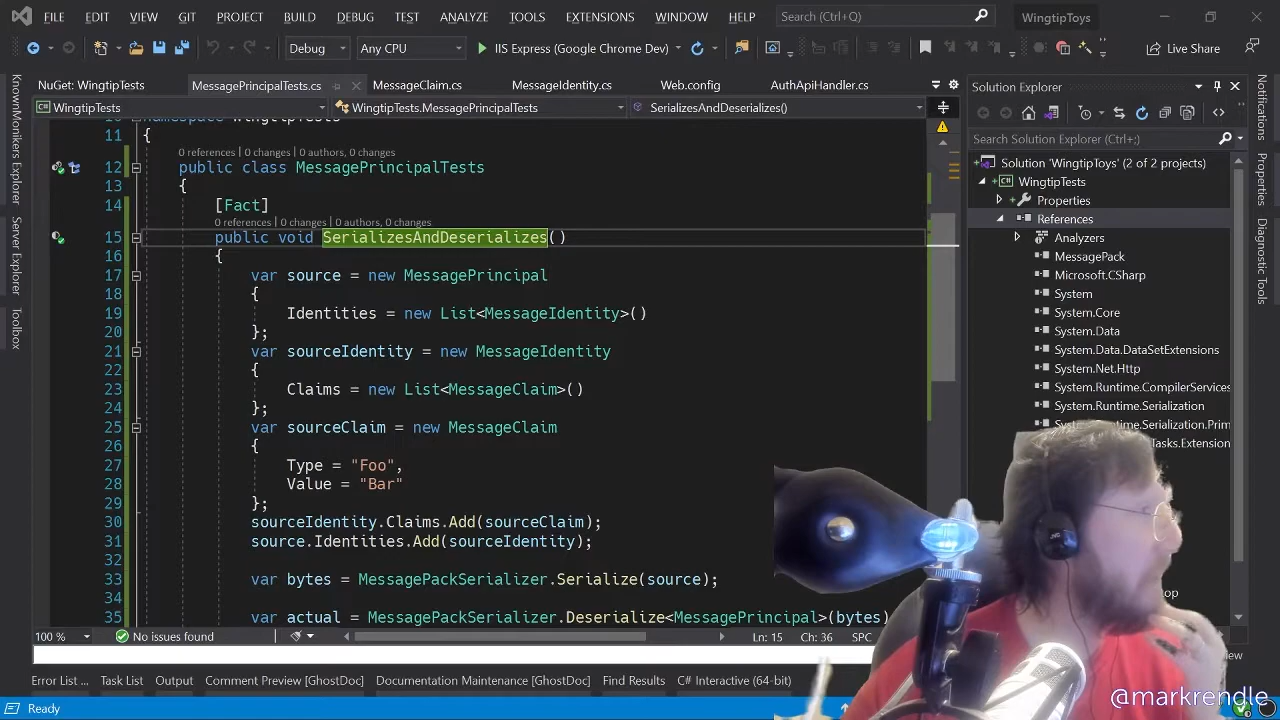 FILE EDIT VIEW GIT PROJECT BUILD DEBUG TEST ANALYZE TOOLS EXTENSIONS WINDOW HELP Search (Ctrl+Q) WingtipToys
Debug Any CPU IIS Express (Google Chrome Dev) Live Share
NuGet: WingtipTests MessagePrincipalTests.cs MessageClaim.cs MessageIdentity.cs Web.config AuthApiHandler.cs
WingtipTests WingtipTests.MessagePrincipalTests SerializesAndDeserializes()
KnownMonikers Explorer
Server Explorer
Toolbox
11 {
0 references | 0 changes | 0 authors, 0 changes
12 public class MessagePrincipalTests
13 {
14 [Fact]
0 references | 0 changes | 0 authors, 0 changes
15 public void SerializesAndDeserializes()
16 {
17 var source = new MessagePrincipal
18 {
19 Identities = new List<MessageIdentity>()
20 };
21 var sourceIdentity = new MessageIdentity
22 {
23 Claims = new List<MessageClaim>()
24 };
25 var sourceClaim = new MessageClaim
26 {
27 Type = "Foo",
28 Value = "Bar"
29 };
30 sourceIdentity.Claims.Add(sourceClaim);
31 source.Identities.Add(sourceIdentity);
32
33 var bytes = MessagePackSerializer.Serialize(source);
34
35 var actual = MessagePackSerializer.Deserialize<MessagePrincipal>(bytes)
100 % No issues found Ln: 15 Ch: 36 SPC
Error List ... Task List Output Comment Preview [GhostDoc] Documentation Maintenance [GhostDoc] Find Results C# Interactive (64-bit)
Ready
Solution Explorer
Search Solution Explorer (Ctrl+;)
Solution 'WingtipToys' (2 of 2 projects)
WingtipTests
Properties
References
Analyzers
MessagePack
Microsoft.CSharp
System
System.Core
System.Data
System.Data.DataSetExtensions
System.Net.Http
System.Runtime.CompilerServices
System.Runtime.Serialization
Notifications
Properties
Diagnostic Tools
@markrendle